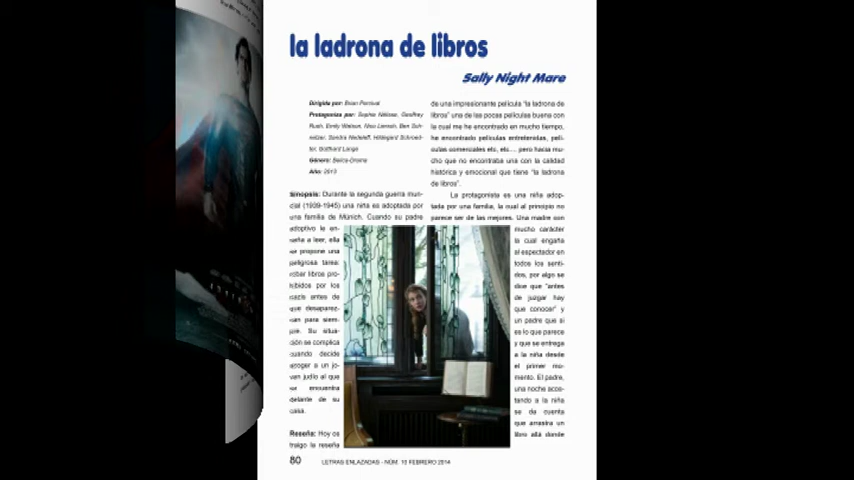 la ladrona de libros
Sally Night Mare
Dirigida por: Brian Percival
Protagoniza por: Sophie Nélisse, Geoffrey
Rush, Emily Watson, Nico Liersch, Ben Sch-
netzer, Sandra Nedeleff, Hildegard Schroed-
ter, Gotthard Lange
Género: Bélica-Drama
Año: 2013
Sinopsis: Durante la segunda guerra mun-
dial (1939-1945) una niña es adoptada por
una familia de Múnich. Cuando su padre
adoptivo le en-
seña a leer, ella
se propone una
peligrosa tarea:
robar libros pro-
hibidos por los
nazis antes de
que desaparez-
can para siem-
pre. Su situa-
ción se complica
cuando decide
acoger a un jo-
ven judío al que
se encuentra
delante de su
casa.
Reseña: Hoy os
traigo la reseña
de una impresionante película "la ladrona de
libros" una de las pocas películas buena con
la cual me he encontrado en mucho tiempo,
he encontrado películas entretenidas, pelí-
culas comerciales etc, etc… pero hacía mu-
cho que no encontraba una con la calidad
histórica y emocional que tiene "la ladrona
de libros".
La protagonista es una niña adop-
tada por una familia, la cual al principio no
parece ser de las mejores. Una madre con
mucho carácter
la cual engaña
al espectador en
todos los senti-
dos, por algo se
dice que "antes
de juzgar hay
que conocer" y
un padre que si
es lo que parece
y que se entrega
a la niña desde
el primer mo-
mento. El padre,
una noche acos-
tando a la niña
se da cuenta
que arrastra un
libro allá donde
80
LETRAS ENLAZADAS - NÚM. 16 FEBRERO 2014